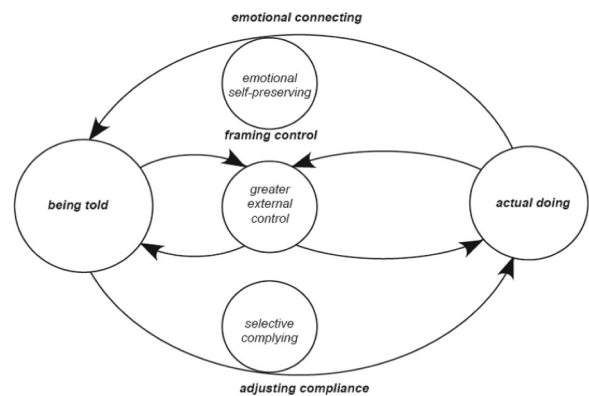 emotional connecting
emotional
self-preserving
framing control
being told
greater
external
control
actual doing
selective
complying
adjusting compliance